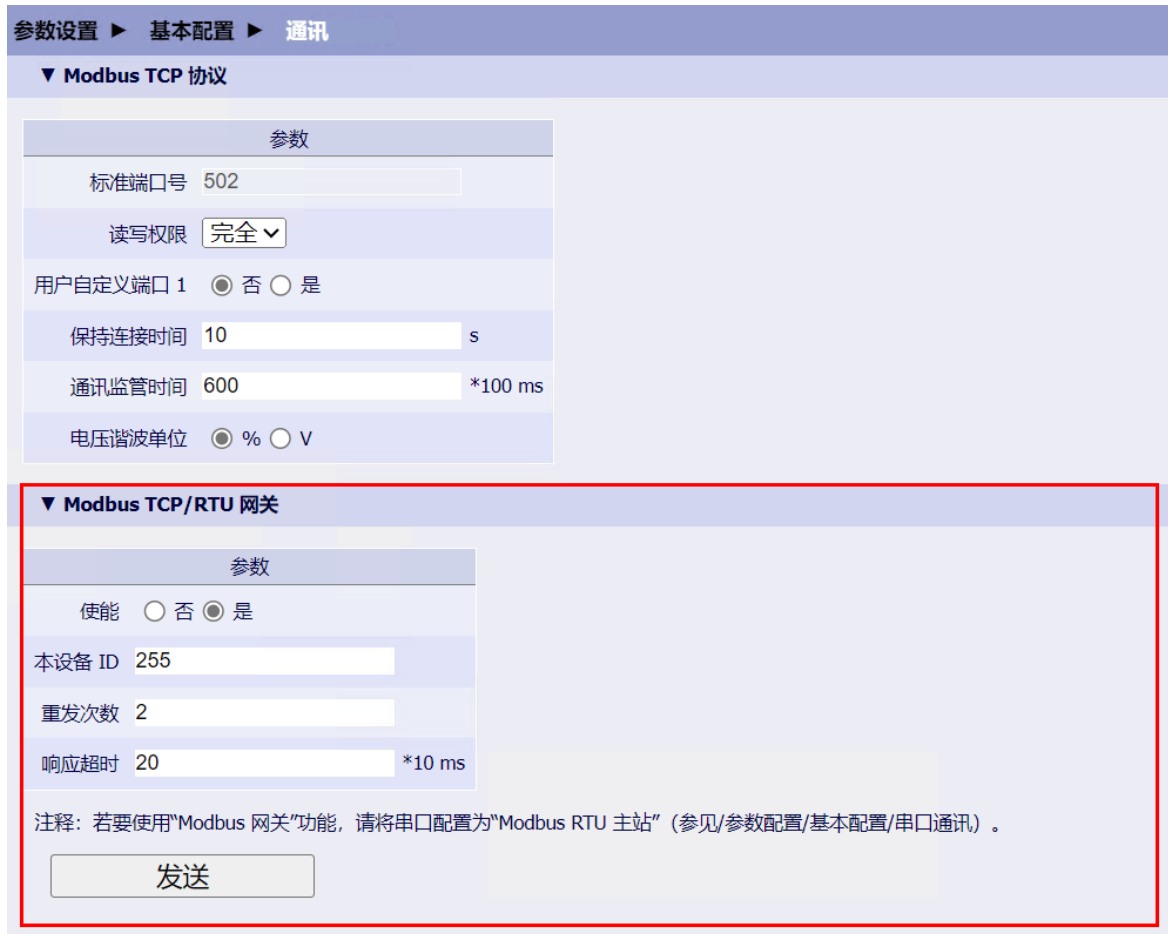 参数设置 ▶ 基本配置 ▶ 通讯
▼ Modbus TCP 协议
参数
标准端口号 502
读写权限 完全
用户自定义端口 1 否 是
保持连接时间 10 s
通讯监管时间 600 *100 ms
电压谐波单位 % V
▼ Modbus TCP/RTU 网关
参数
使能 否 是
本设备 ID 255
重发次数 2
响应超时 20 *10 ms
注释：若要使用“Modbus 网关”功能，请将串口配置为“Modbus RTU 主站”（参见/参数配置/基本配置/串口通讯）。
发送